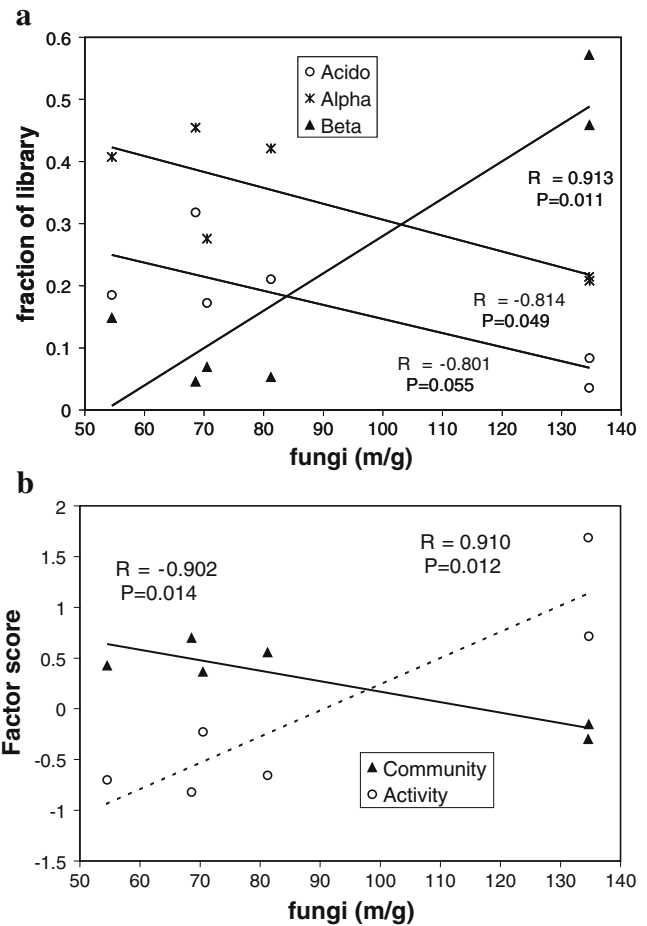 a
0.6
0.5
0.4
0.3
0.2
0.1
0
fraction of library
Acido
Alpha
Beta
R = 0.913
P=0.011
R = -0.814
P=0.049
R = -0.801
P=0.055
50 60 70 80 90 100 110 120 130 140
fungi (m/g)
b
2
1.5
1
0.5
0
-0.5
-1
-1.5
Factor score
R = -0.902
P=0.014
R = 0.910
P=0.012
Community
Activity
50 60 70 80 90 100 110 120 130 140
fungi (m/g)